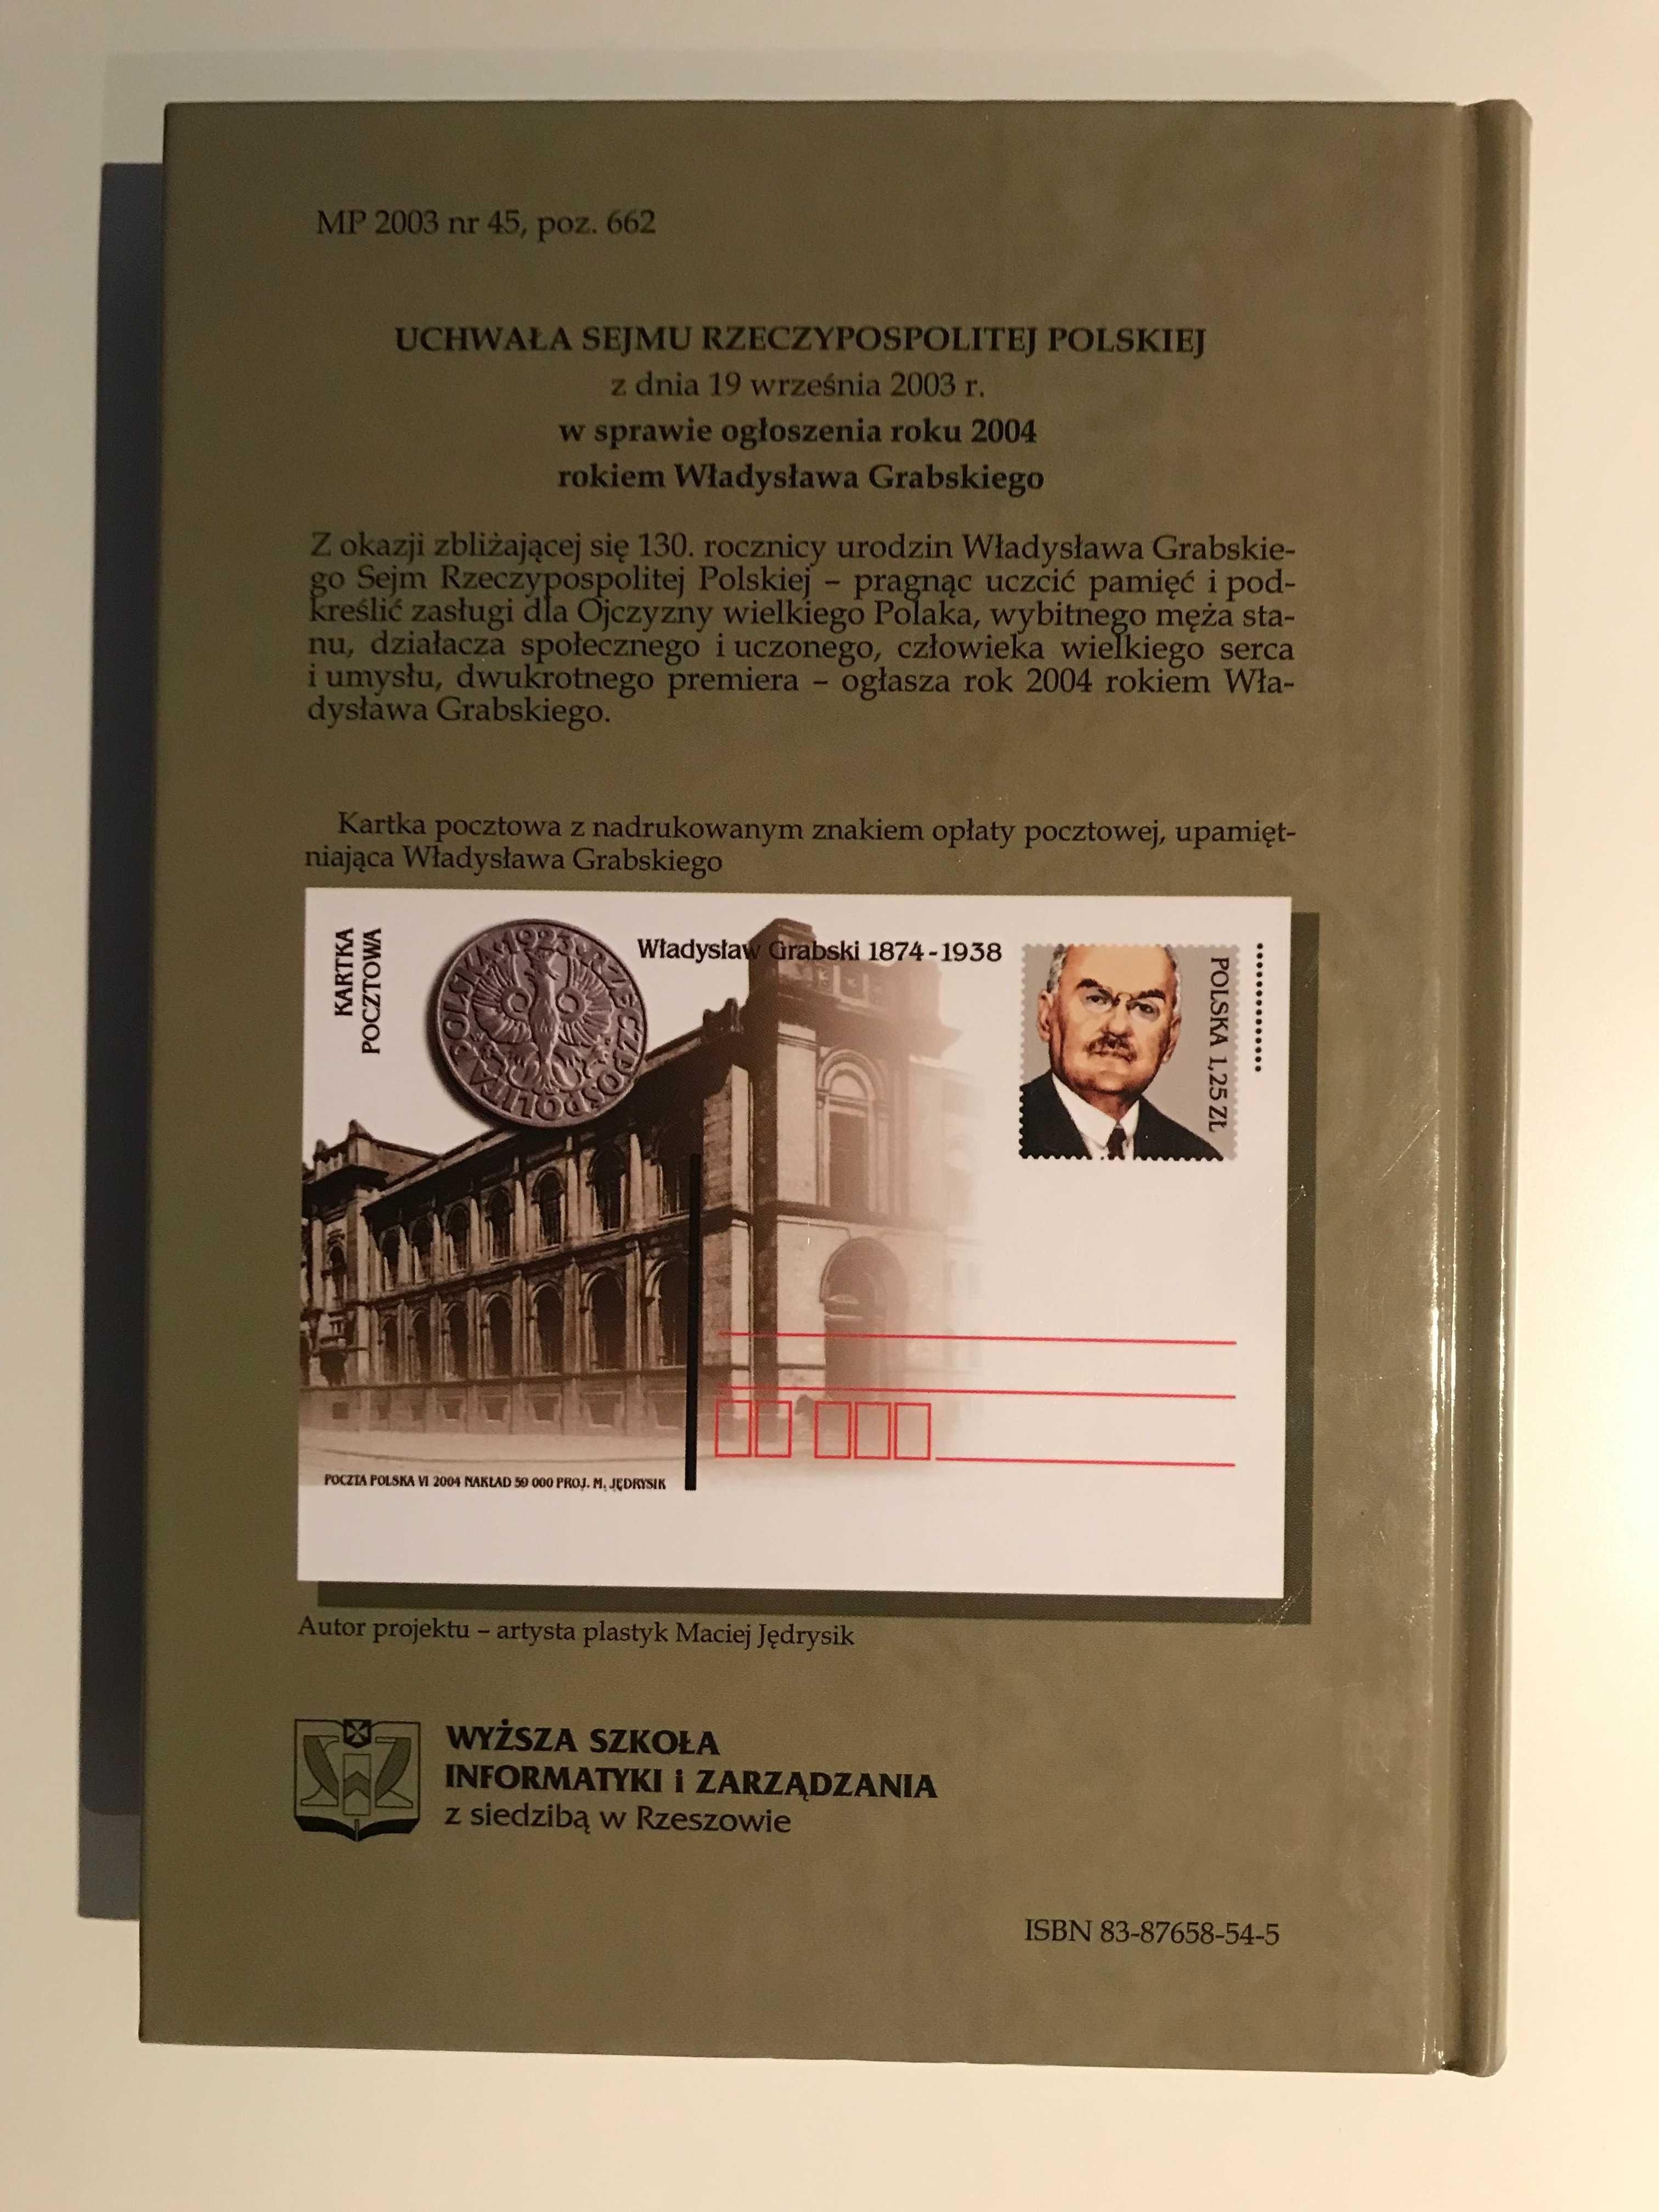 MP 2003 nr 45, poz. 662
UCHWAŁA SEJMU RZECZYPOSPOLITEJ POLSKIEJ
z dnia 19 września 2003 r.
w sprawie ogłoszenia roku 2004
rokiem Władysława Grabskiego
Z okazji zbliżającej się 130. rocznicy urodzin Władysława Grabskie-
go Sejm Rzeczypospolitej Polskiej – pragnąc uczcić pamięć i pod-
kreślić zasługi dla Ojczyzny wielkiego Polaka, wybitnego męża sta-
nu, działacza społecznego i uczonego, człowieka wielkiego serca
i umysłu, dwukrotnego premiera – ogłasza rok 2004 rokiem Wła-
dysława Grabskiego.
Kartka pocztowa z nadrukowanym znakiem opłaty pocztowej, upamięt-
niająca Władysława Grabskiego
KARTKA
POCZTOWA
RZECZPOSPOLITA POLSKA 1923
Władysław Grabski 1874-1938
POLSKA 1,25 ZŁ
POCZTA POLSKA VI 2004 NAKŁAD 59 000 PROJ. M. JĘDRYSIK
Autor projektu – artysta plastyk Maciej Jędrysik
WYŻSZA SZKOŁA
INFORMATYKI i ZARZĄDZANIA
z siedzibą w Rzeszowie
ISBN 83-87658-54-5